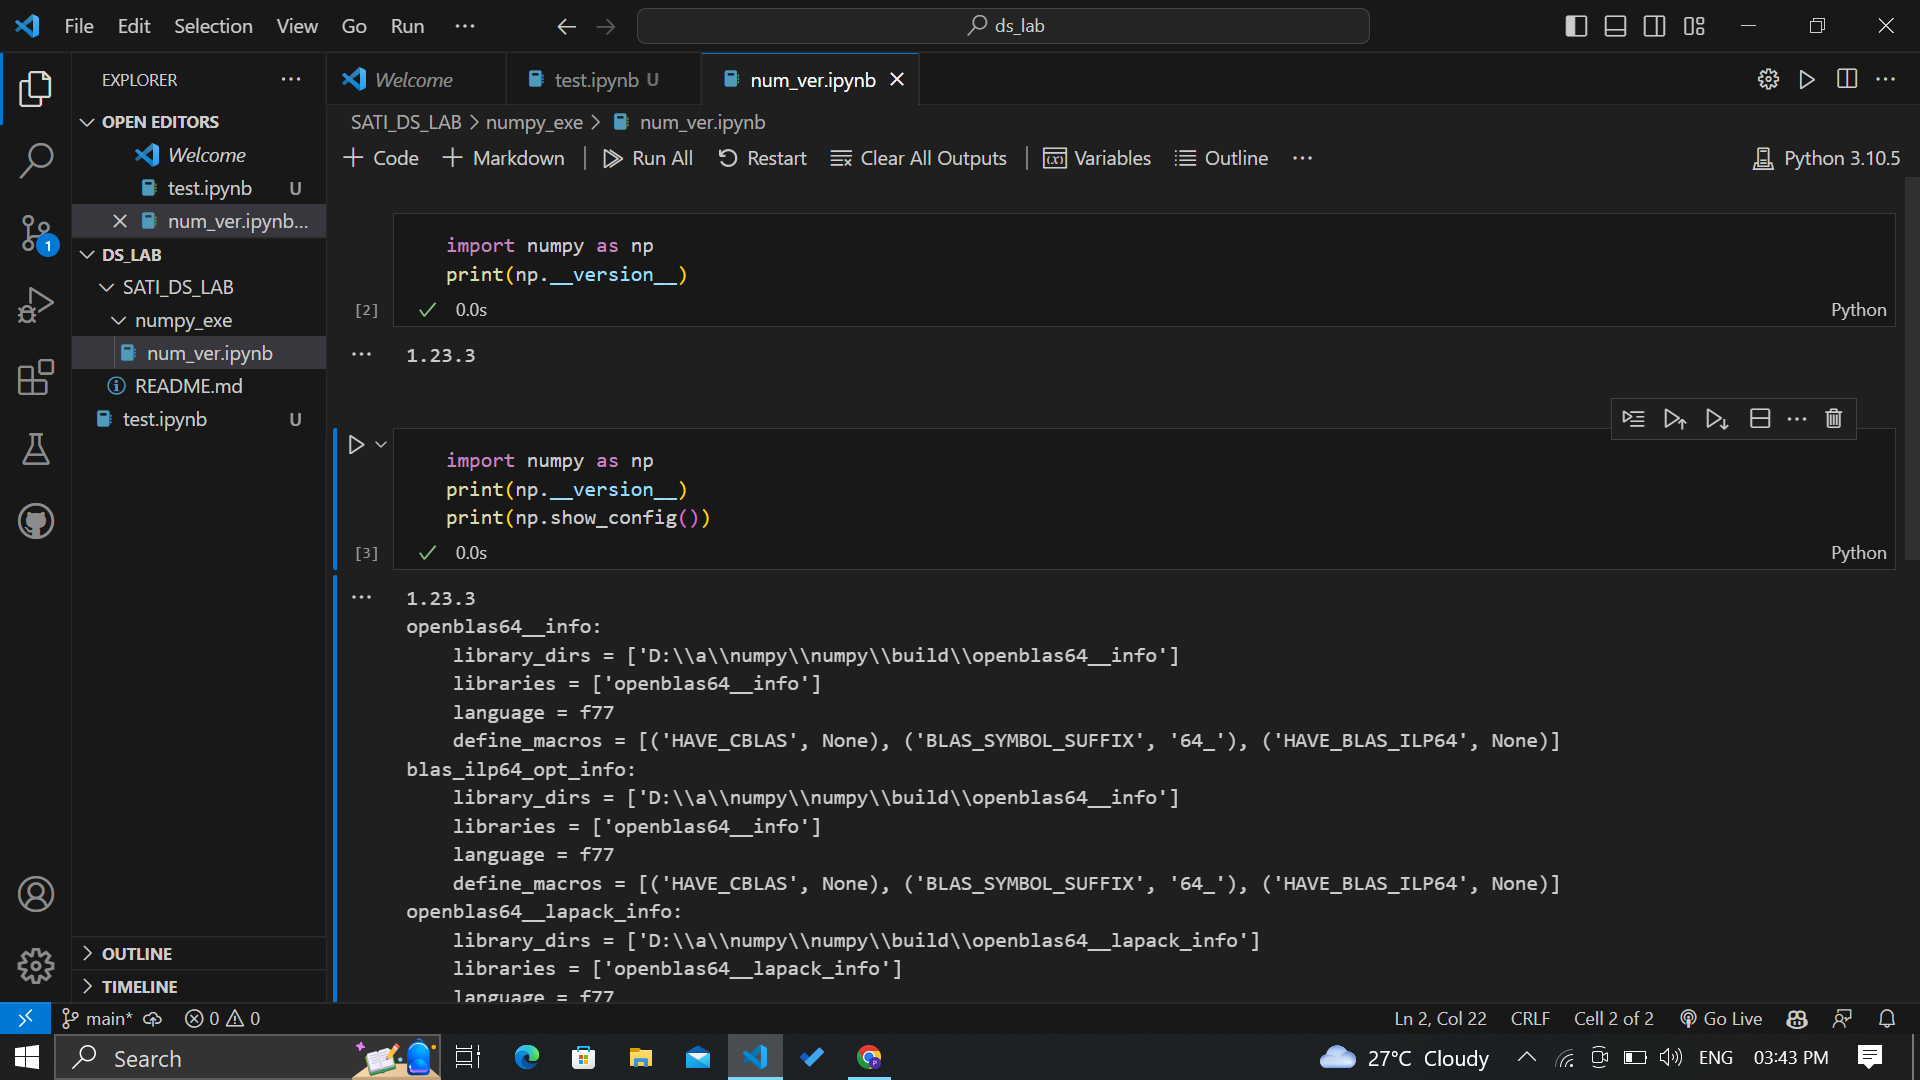 File Edit Selection View Go Run ···
ds_lab
EXPLORER ···
OPEN EDITORS
Welcome
test.ipynb U
num_ver.ipynb...
DS_LAB
SATI_DS_LAB
numpy_exe
num_ver.ipynb
README.md
test.ipynb U
OUTLINE
TIMELINE
1
Welcome
test.ipynb U
num_ver.ipynb
SATI_DS_LAB > numpy_exe > num_ver.ipynb
+ Code + Markdown | Run All Restart Clear All Outputs | Variables Outline ···
Python 3.10.5
import numpy as np
print(np.__version__)
[2] 0.0s Python
··· 1.23.3
import numpy as np
print(np.__version__)
print(np.show_config())
[3] 0.0s Python
··· 1.23.3
openblas64__info:
    library_dirs = ['D:\\a\\numpy\\numpy\\build\\openblas64__info']
    libraries = ['openblas64__info']
    language = f77
    define_macros = [('HAVE_CBLAS', None), ('BLAS_SYMBOL_SUFFIX', '64_'), ('HAVE_BLAS_ILP64', None)]
blas_ilp64_opt_info:
    library_dirs = ['D:\\a\\numpy\\numpy\\build\\openblas64__info']
    libraries = ['openblas64__info']
    language = f77
    define_macros = [('HAVE_CBLAS', None), ('BLAS_SYMBOL_SUFFIX', '64_'), ('HAVE_BLAS_ILP64', None)]
openblas64__lapack_info:
    library_dirs = ['D:\\a\\numpy\\numpy\\build\\openblas64__lapack_info']
    libraries = ['openblas64__lapack_info']
    language = f77
main* 0 0
Ln 2, Col 22 CRLF Cell 2 of 2 Go Live
Search
27°C Cloudy ENG 03:43 PM